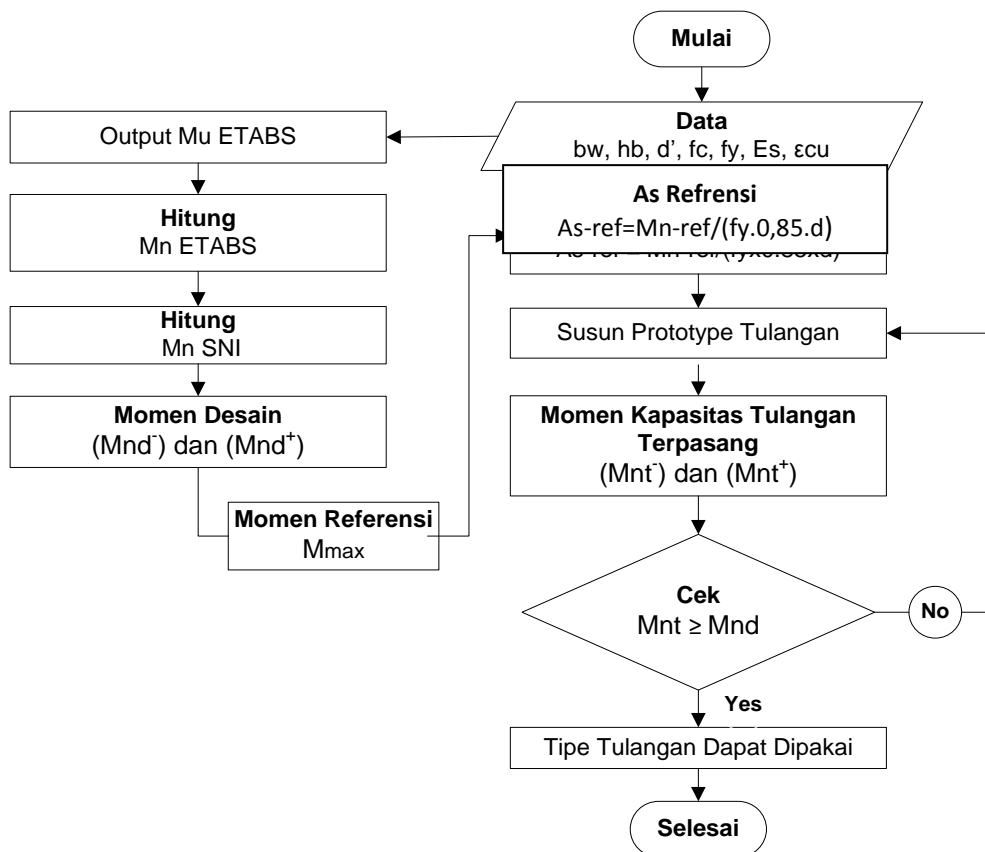 Mulai
Data
bw, hb, d', fc, fy, Es, εcu
Output Mu ETABS
Hitung
Mn ETABS
Hitung
Mn SNI
Momen Desain
(Mnd⁻) dan (Mnd⁺)
Momen Referensi
Mmax
As Refrensi
As-ref=Mn-ref/(fy.0,85.d)
Susun Prototype Tulangan
Momen Kapasitas Tulangan
Terpasang
(Mnt⁻) dan (Mnt⁺)
Cek
Mnt ≥ Mnd
No
Yes
Tipe Tulangan Dapat Dipakai
Selesai